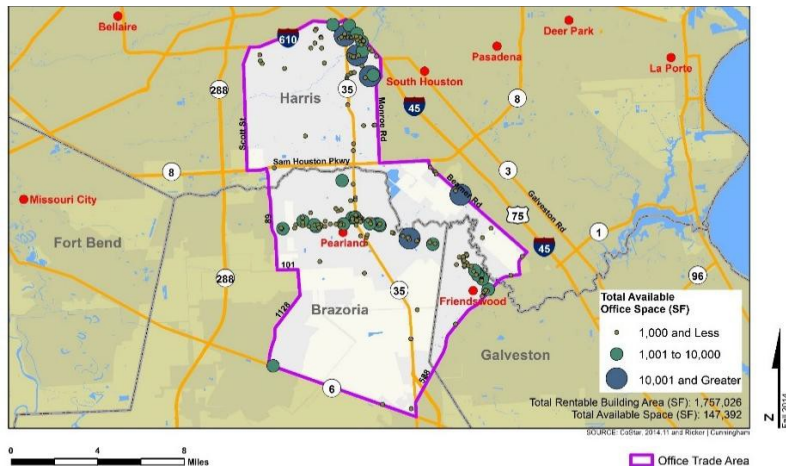 Bellaire
Deer Park
Pasadena
La Porte
610
South Houston
288
Harris
35
45
8
Scott St
Monroe Rd
Sam Houston Pkwy
8
3
Galveston Rd
Missouri City
75
89
1
Fort Bend
Pearland
45
101
96
288
35
Friendswood
1128
Brazoria
Galveston
528
6
Total Available
Office Space (SF)
1,000 and Less
1,001 to 10,000
10,001 and Greater
Total Rentable Building Area (SF): 1,757,026
Total Available Space (SF): 147,392
SOURCE: CoStar, 2014.11 and Ricker | Cunningham
N
Fall 2014
0 4 8
Miles
Office Trade Area